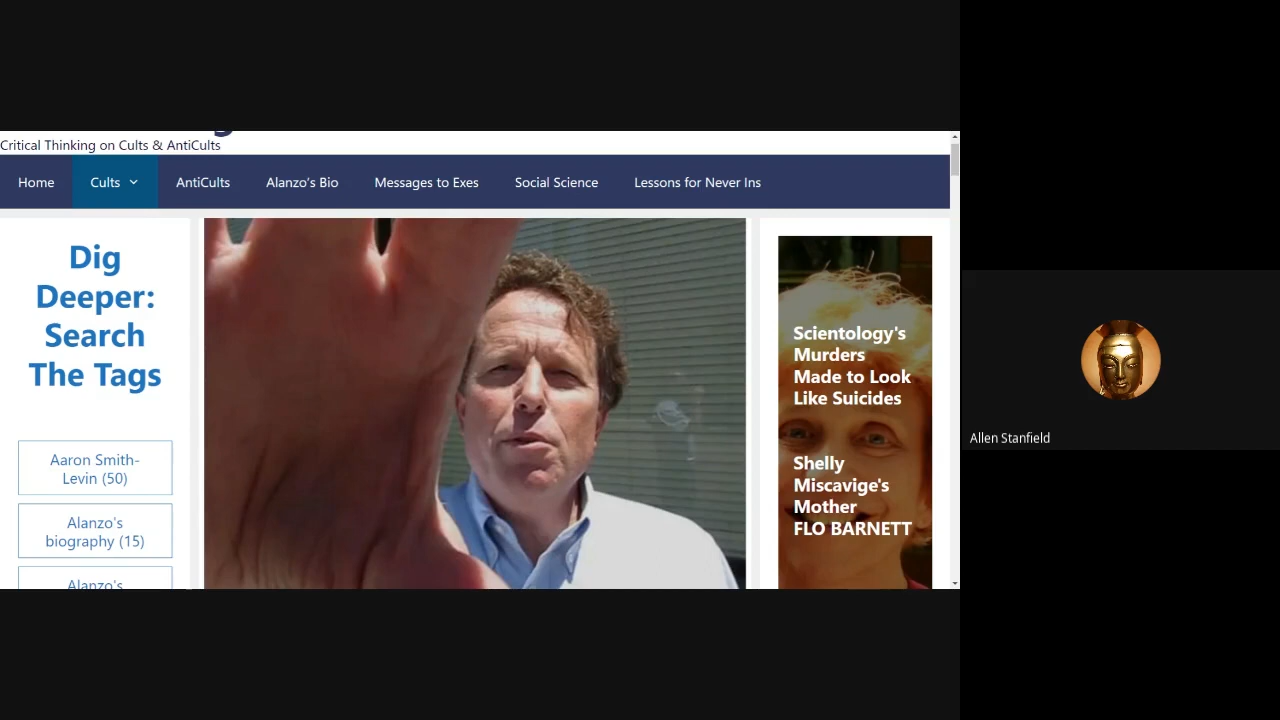 Critical Thinking on Cults & AntiCults
Home
Cults
AntiCults
Alanzo's Bio
Messages to Exes
Social Science
Lessons for Never Ins
Dig
Deeper:
Search
The Tags
Aaron Smith-
Levin (50)
Alanzo's
biography (15)
Alanzo's
Scientology's
Murders
Made to Look
Like Suicides
Shelly
Miscavige's
Mother
FLO BARNETT
Allen Stanfield